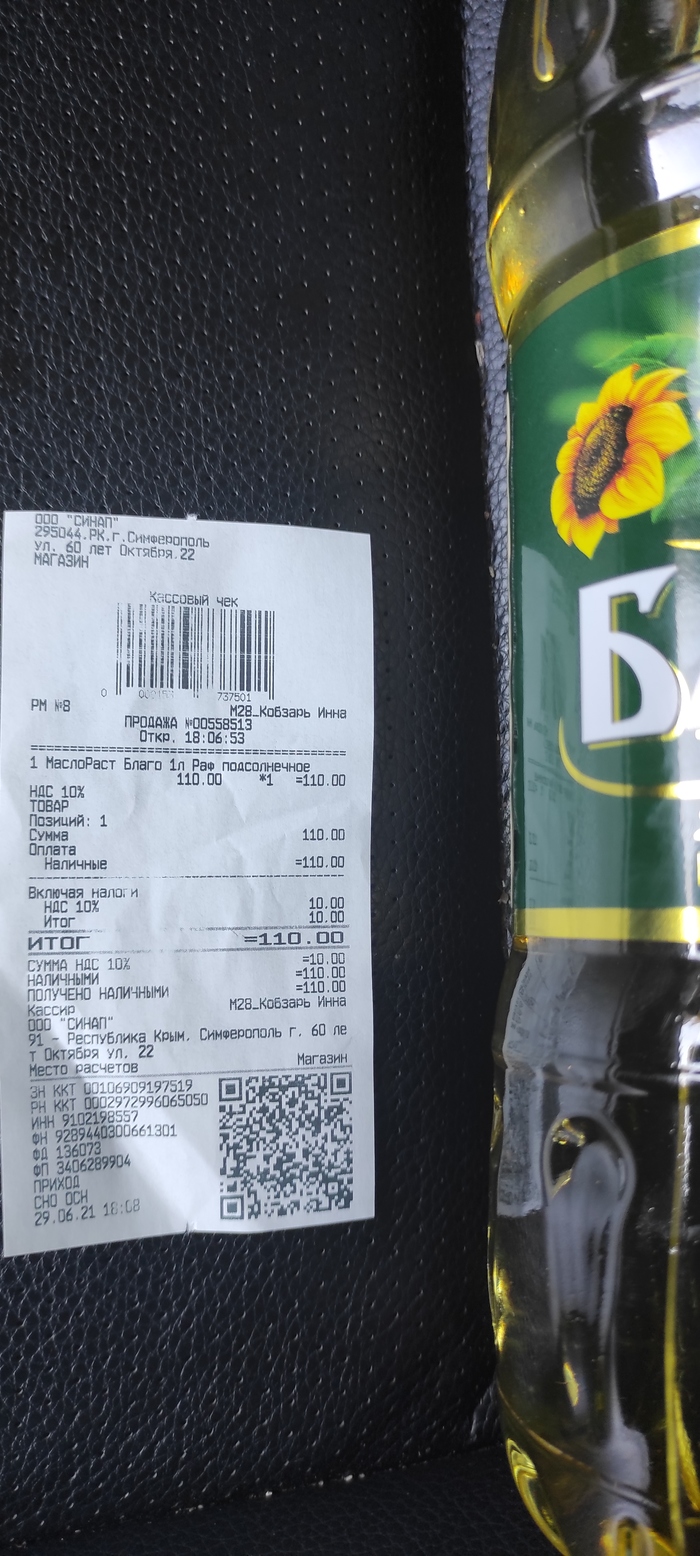 ООО "СИНАП"
295044.РК.г.Симферополь
ул. 60 лет Октября.22
МАГАЗИН
Кассовый чек
0 737501
РМ №8 М28_Кобзарь Инна
ПРОДАЖА №00558513
Откр. 18:06:53
1 МаслоРаст Благо 1л Раф подсолнечное
110.00 *1 =110.00
НДС 10%
ТОВАР
Позиций: 1
Сумма 110.00
Оплата
Наличные =110.00
Включая налоги
НДС 10% 10.00
Итог 10.00
ИТОГ =110.00
СУММА НДС 10% =10.00
НАЛИЧНЫМИ =110.00
ПОЛУЧЕНО НАЛИЧНЫМИ =110.00
Кассир М28_Кобзарь Инна
ООО "СИНАП"
91 - Республика Крым, Симферополь г. 60 ле
т Октября ул. 22
Место расчетов Магазин
ЗН ККТ 00106909197519
РН ККТ 0002972996065050
ИНН 9102198557
ФН 9289440300661301
ФД 136073
ФП 3406289904
ПРИХОД
СНО ОСН
29.06.21 18:08
Б